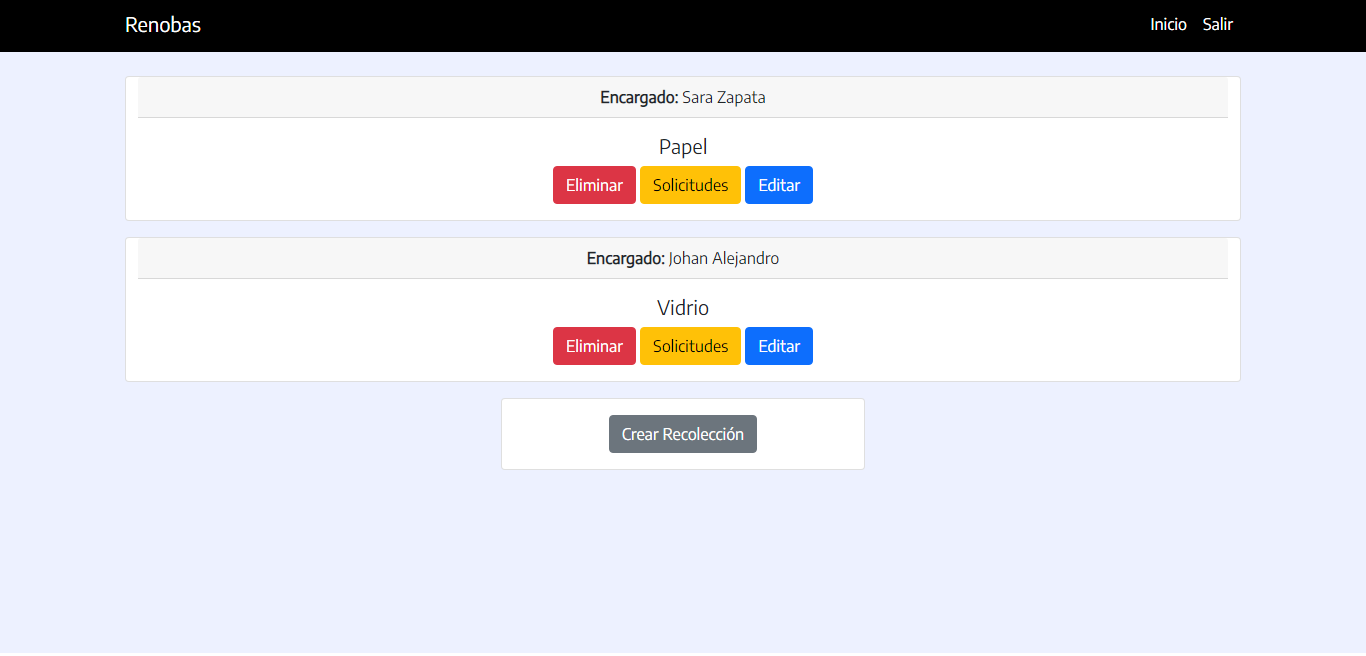 Renobas Inicio Salir
Encargado: Sara Zapata
Papel
Eliminar Solicitudes Editar
Encargado: Johan Alejandro
Vidrio
Eliminar Solicitudes Editar
Crear Recolección